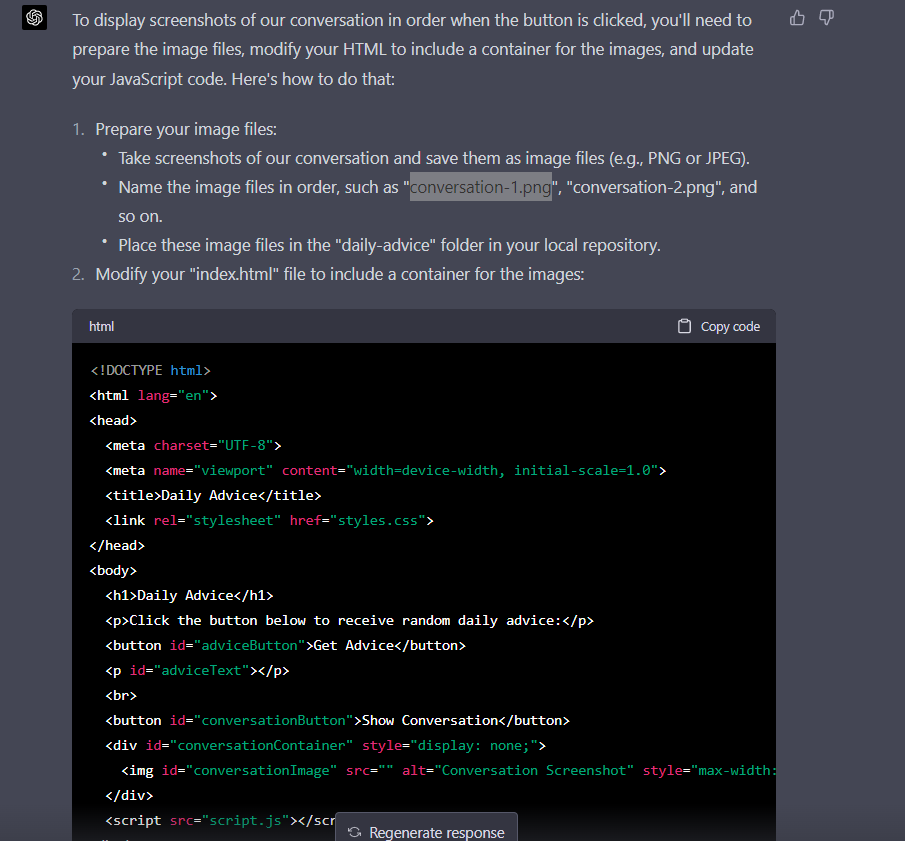 To display screenshots of our conversation in order when the button is clicked, you'll need to
prepare the image files, modify your HTML to include a container for the images, and update
your JavaScript code. Here's how to do that:
1. Prepare your image files:
• Take screenshots of our conversation and save them as image files (e.g., PNG or JPEG).
• Name the image files in order, such as "conversation-1.png", "conversation-2.png", and
so on.
• Place these image files in the "daily-advice" folder in your local repository.
2. Modify your "index.html" file to include a container for the images:
html Copy code
<!DOCTYPE html>
<html lang="en">
<head>
<meta charset="UTF-8">
<meta name="viewport" content="width=device-width, initial-scale=1.0">
<title>Daily Advice</title>
<link rel="stylesheet" href="styles.css">
</head>
<body>
<h1>Daily Advice</h1>
<p>Click the button below to receive random daily advice:</p>
<button id="adviceButton">Get Advice</button>
<p id="adviceText"></p>
<br>
<button id="conversationButton">Show Conversation</button>
<div id="conversationContainer" style="display: none;">
<img id="conversationImage" src="" alt="Conversation Screenshot" style="max-width:
</div>
<script src="script.js"></scr
Regenerate response